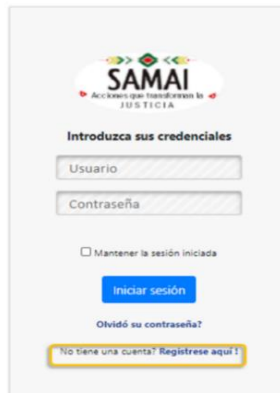 SAMAI
Acciones que transforman la
JUSTICIA
Introduzca sus credenciales
Usuario
Contraseña
Mantener la sesión iniciada
Iniciar sesión
Olvidó su contraseña?
No tiene una cuenta? Registrese aquí !